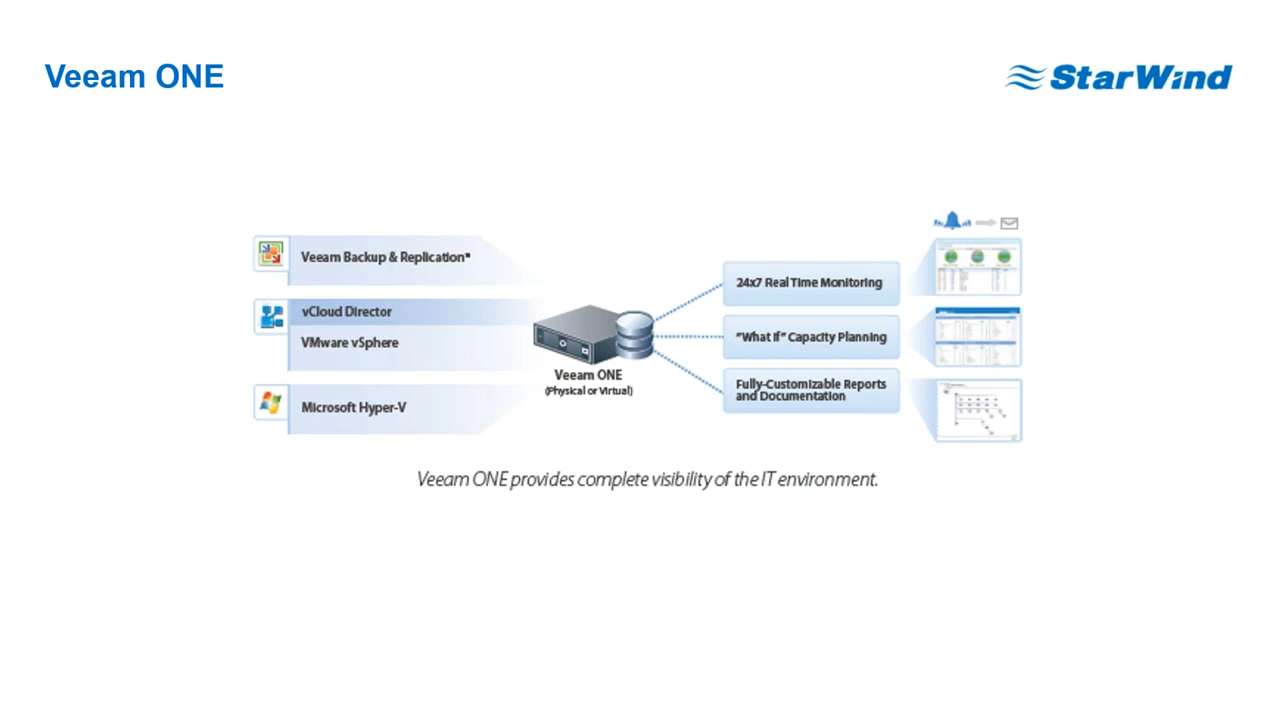 Veeam ONE
StarWind
Veeam Backup & Replication*
vCloud Director
VMware vSphere
Microsoft Hyper-V
Veeam ONE
(Physical or Virtual)
24x7 Real Time Monitoring
"What If" Capacity Planning
Fully-Customizable Reports
and Documentation
Veeam ONE provides complete visibility of the IT environment.